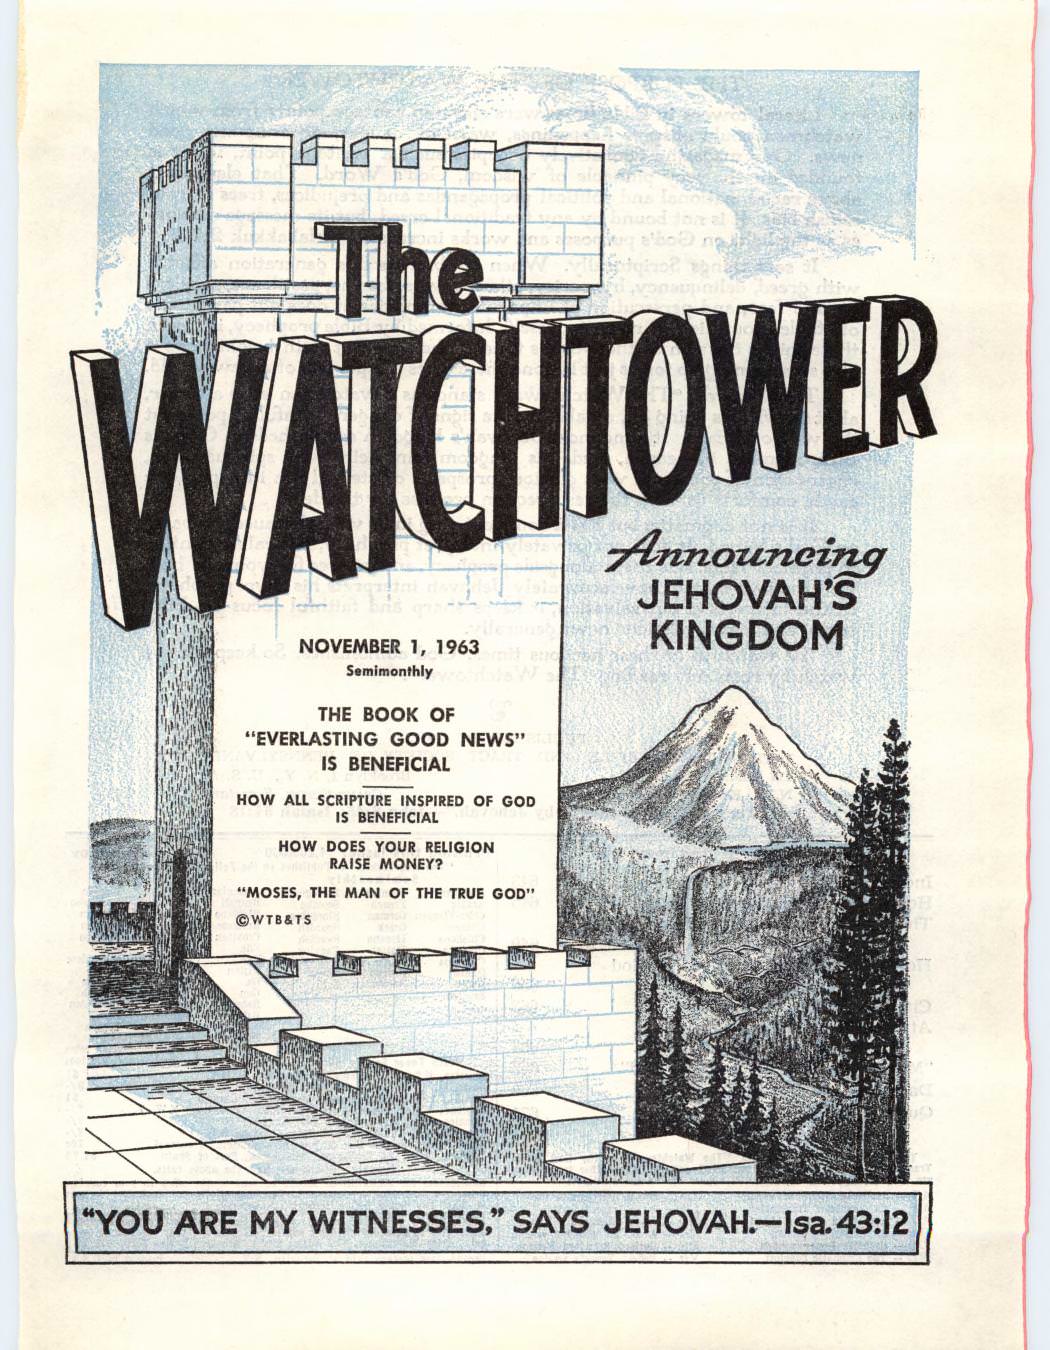 The
WATCHTOWER
Announcing
JEHOVAH'S
KINGDOM
NOVEMBER 1, 1963
Semimonthly
THE BOOK OF
“EVERLASTING GOOD NEWS”
IS BENEFICIAL
HOW ALL SCRIPTURE INSPIRED OF GOD
IS BENEFICIAL
HOW DOES YOUR RELIGION
RAISE MONEY?
“MOSES, THE MAN OF THE TRUE GOD”
©WTB&TS
“YOU ARE MY WITNESSES,” SAYS JEHOVAH.—Isa. 43:12